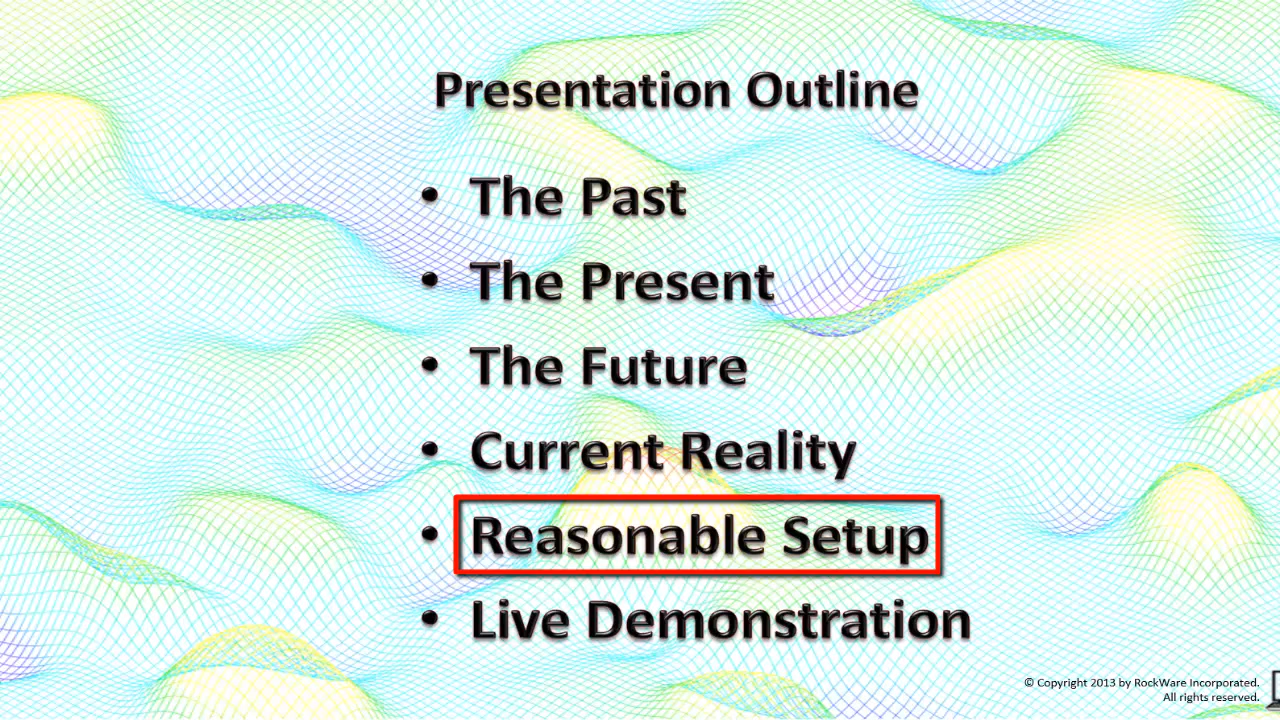 Presentation Outline
• The Past
• The Present
• The Future
• Current Reality
• Reasonable Setup
• Live Demonstration
© Copyright 2013 by RockWare Incorporated.
All rights reserved.